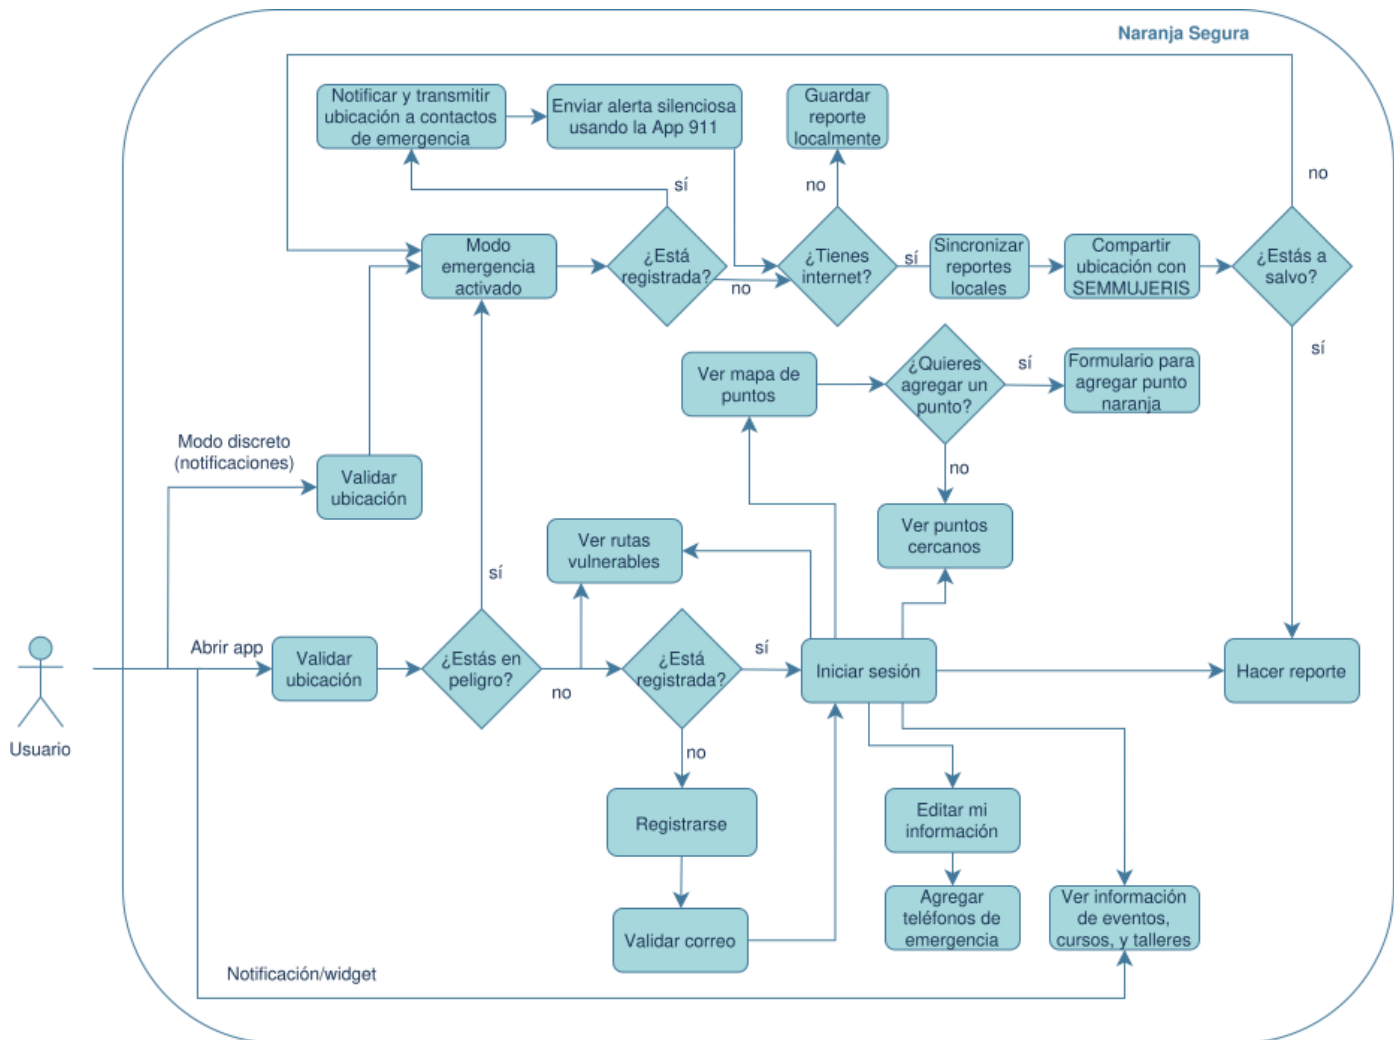 Naranja Segura
Notificar y transmitir
ubicación a contactos
de emergencia
Enviar alerta silenciosa
usando la App 911
Guardar
reporte
localmente
sí
no
no
Modo
emergencia
activado
¿Está
registrada?
no
¿Tienes
internet?
sí
Sincronizar
reportes
locales
Compartir
ubicación con
SEMMUJERIS
¿Estás a
salvo?
sí
Ver mapa de
puntos
¿Quieres
agregar un
punto?
sí
Formulario para
agregar punto
naranja
Modo discreto
(notificaciones)
Validar
ubicación
no
Ver puntos
cercanos
Ver rutas
vulnerables
sí
Usuario
Abrir app
Validar
ubicación
¿Estás en
peligro?
no
¿Está
registrada?
sí
Iniciar sesión
Hacer reporte
no
Registrarse
Editar mi
información
Validar correo
Agregar
teléfonos de
emergencia
Ver información
de eventos,
cursos, y talleres
Notificación/widget